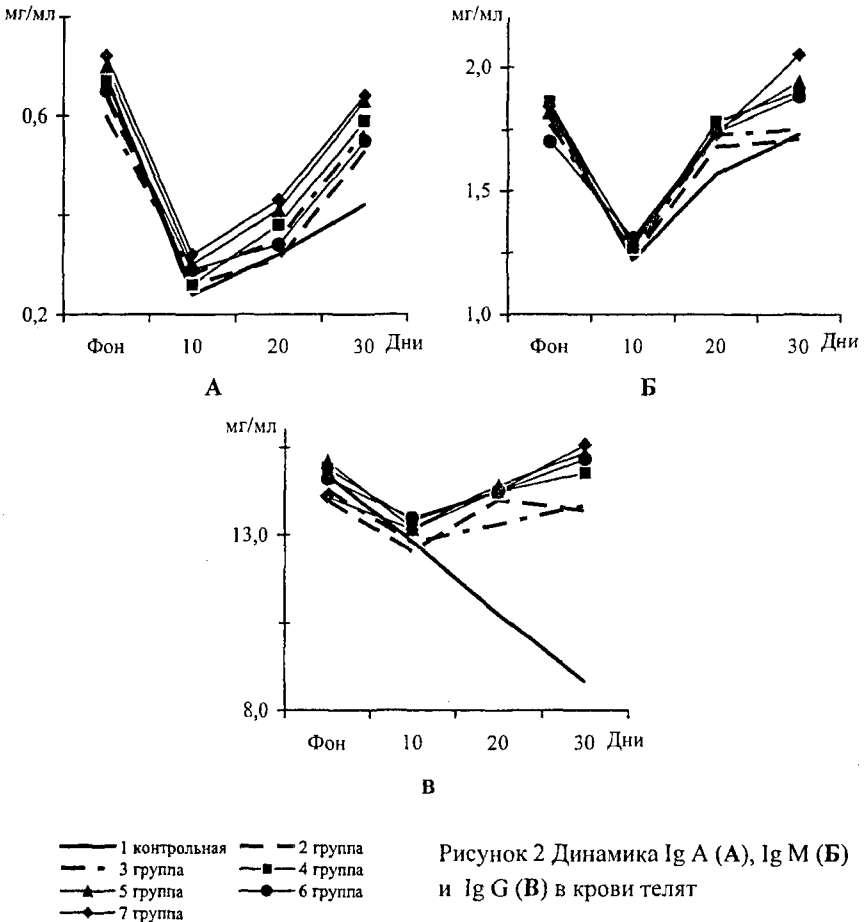 мг/мл
0,6
0,2
Фон 10 20 30 Дни
А
мг/мл
2,0
1,5
1,0
Фон 10 20 30 Дни
Б
мг/мл
13,0
8,0
Фон 10 20 30 Дни
В
1 контрольная 2 группа
3 группа 4 группа
5 группа 6 группа
7 группа
Рисунок 2 Динамика Ig A (А), Ig M (Б)
и Ig G (В) в крови телят